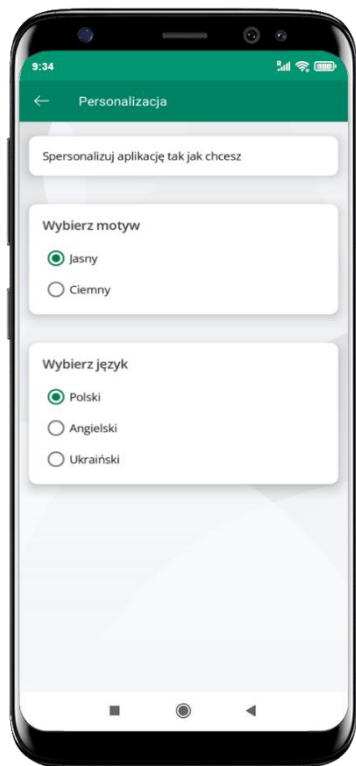 9:34
Personalizacja
Spersonalizuj aplikację tak jak chcesz
Wybierz motyw
Jasny
Ciemny
Wybierz język
Polski
Angielski
Ukraiński